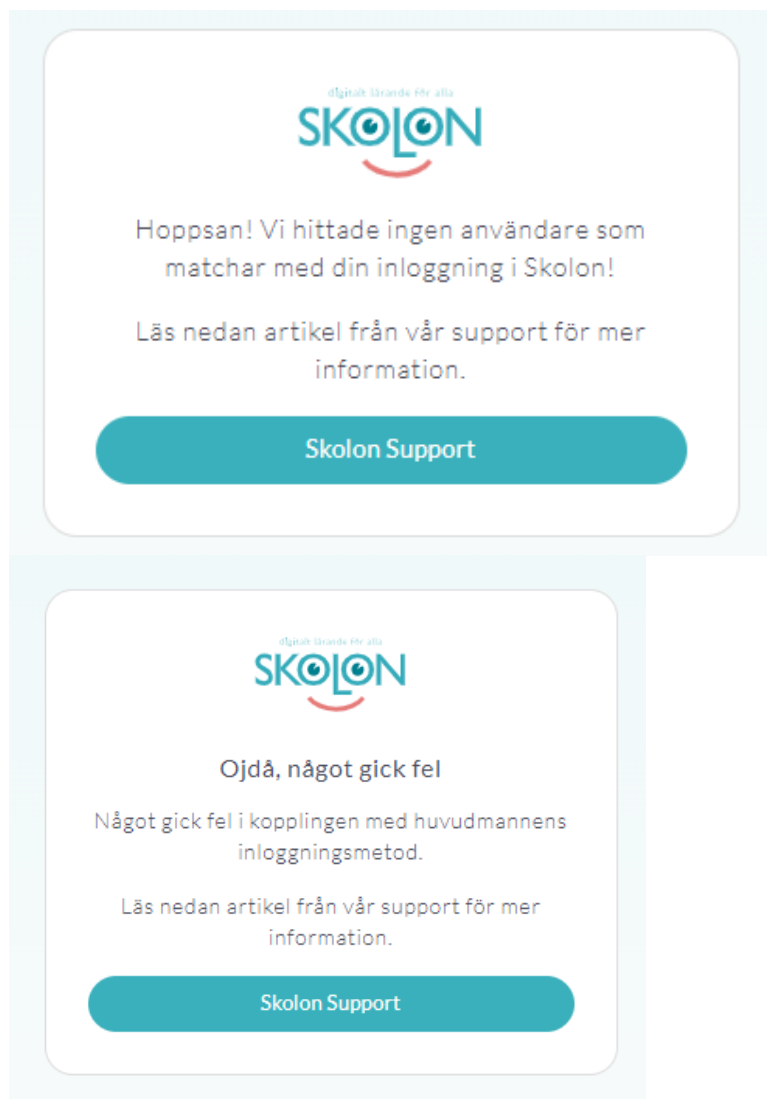 digitalt lärande för alla
SKOLON
Hoppsan! Vi hittade ingen användare som
matchar med din inloggning i Skolon!
Läs nedan artikel från vår support för mer
information.
Skolon Support
digitalt lärande för alla
SKOLON
Ojdå, något gick fel
Något gick fel i kopplingen med huvudmannens
inloggningsmetod.
Läs nedan artikel från vår support för mer
information.
Skolon Support